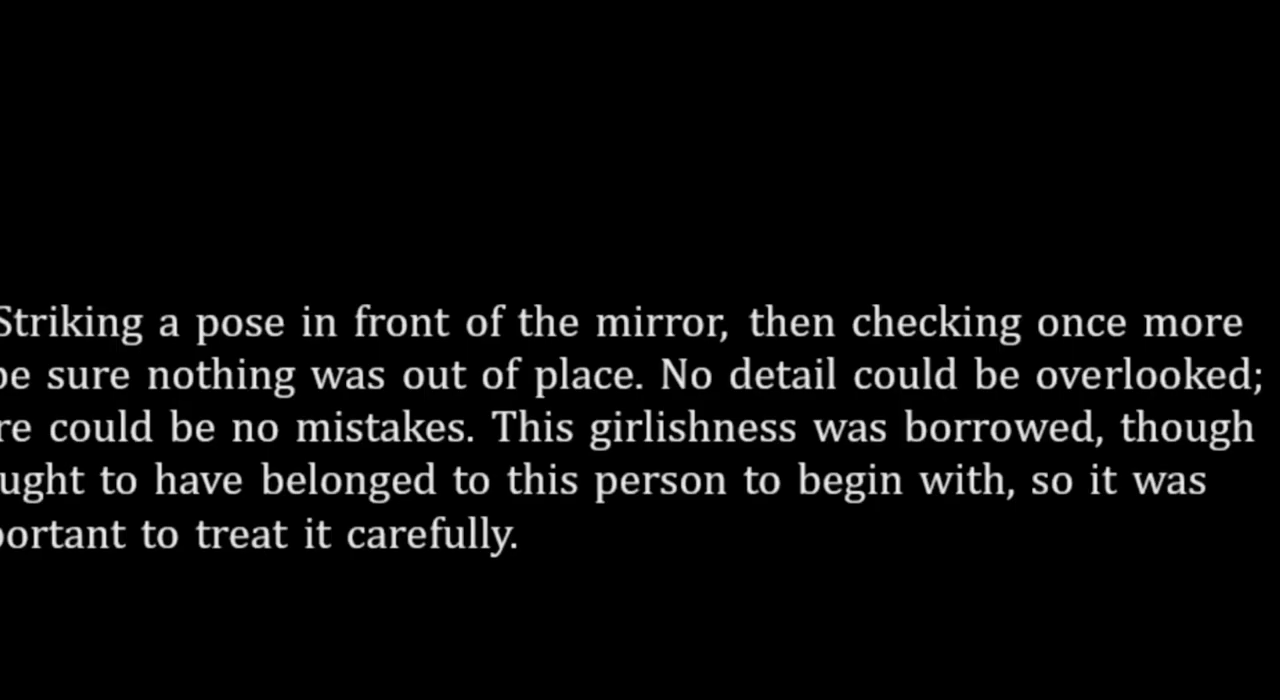 Striking a pose in front of the mirror, then checking once more
be sure nothing was out of place. No detail could be overlooked;
re could be no mistakes. This girlishness was borrowed, though
ught to have belonged to this person to begin with, so it was
portant to treat it carefully.